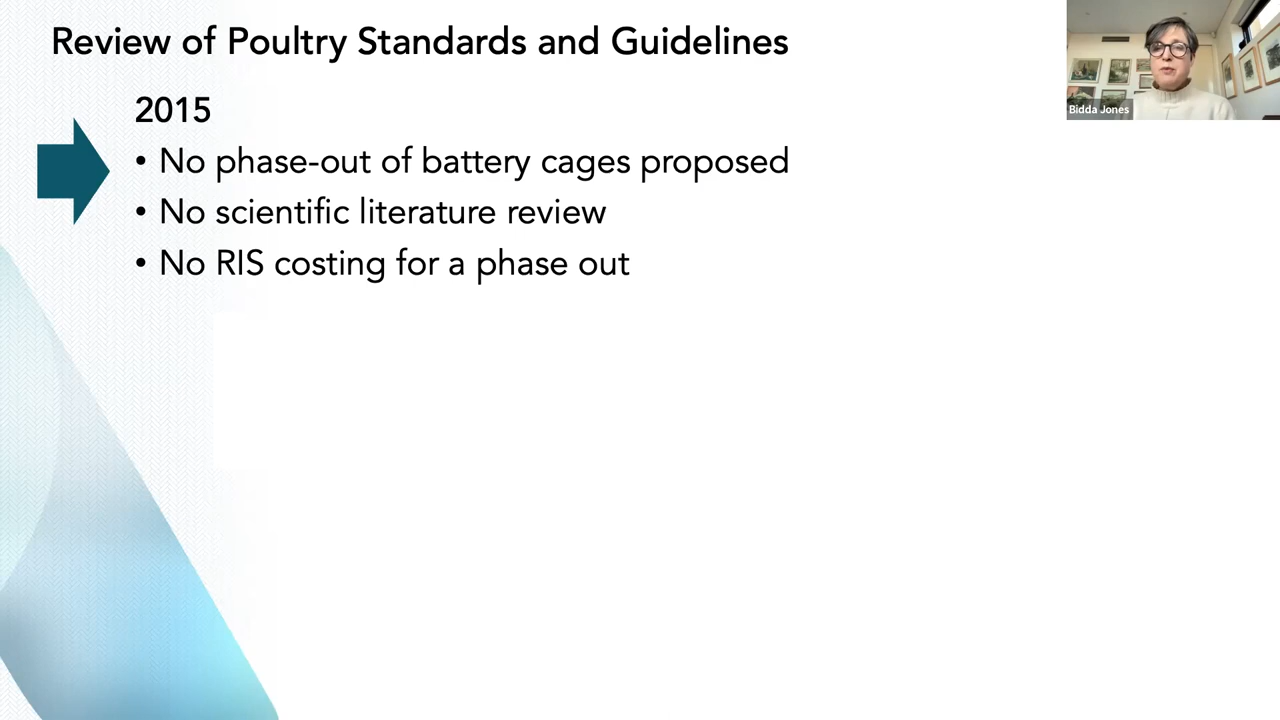 Review of Poultry Standards and Guidelines
2015
• No phase-out of battery cages proposed
• No scientific literature review
• No RIS costing for a phase out
Bidda Jones